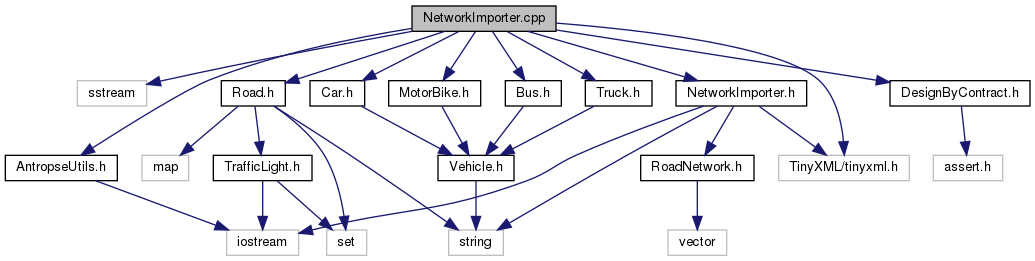 NetworkImporter.cpp
sstream
Road.h
Car.h
MotorBike.h
Bus.h
Truck.h
NetworkImporter.h
DesignByContract.h
AntropseUtils.h
map
TrafficLight.h
Vehicle.h
RoadNetwork.h
TinyXML/tinyxml.h
assert.h
iostream
set
string
vector